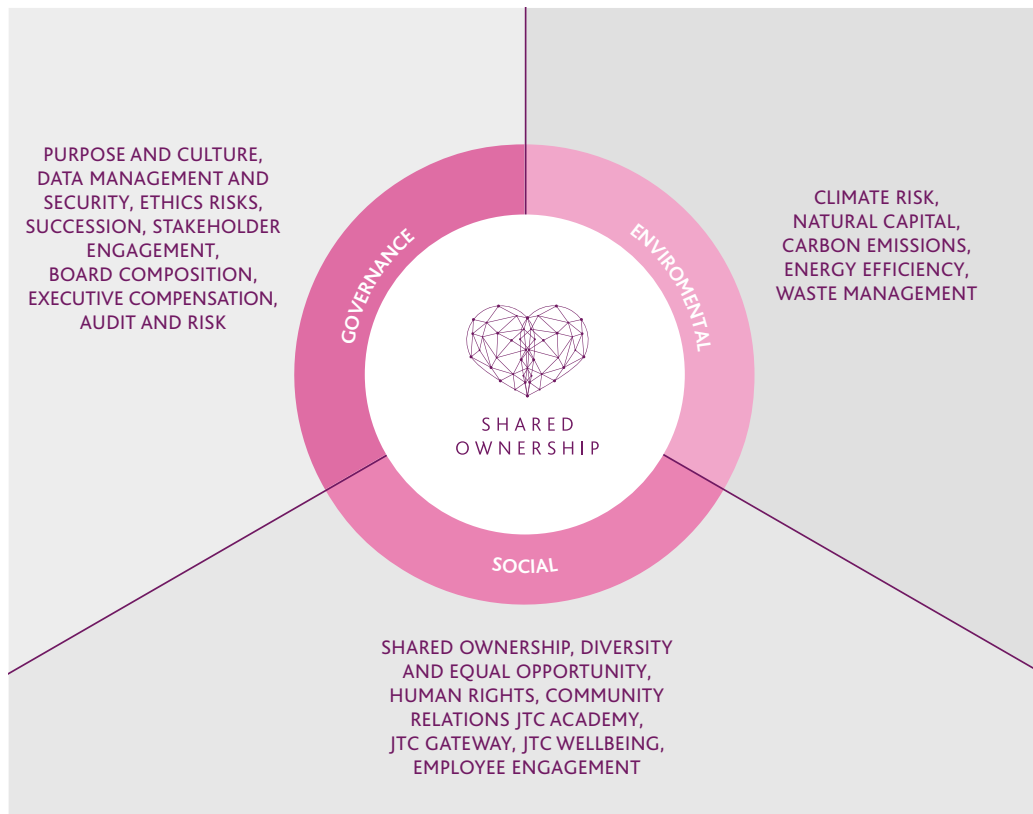 PURPOSE AND CULTURE,
DATA MANAGEMENT AND
SECURITY, ETHICS RISKS,
SUCCESSION, STAKEHOLDER
ENGAGEMENT,
BOARD COMPOSITION,
EXECUTIVE COMPENSATION,
AUDIT AND RISK
GOVERNANCE
ENVIROMENTAL
CLIMATE RISK,
NATURAL CAPITAL,
CARBON EMISSIONS,
ENERGY EFFICIENCY,
WASTE MANAGEMENT
SHARED
OWNERSHIP
SOCIAL
SHARED OWNERSHIP, DIVERSITY
AND EQUAL OPPORTUNITY,
HUMAN RIGHTS, COMMUNITY
RELATIONS JTC ACADEMY,
JTC GATEWAY, JTC WELLBEING,
EMPLOYEE ENGAGEMENT